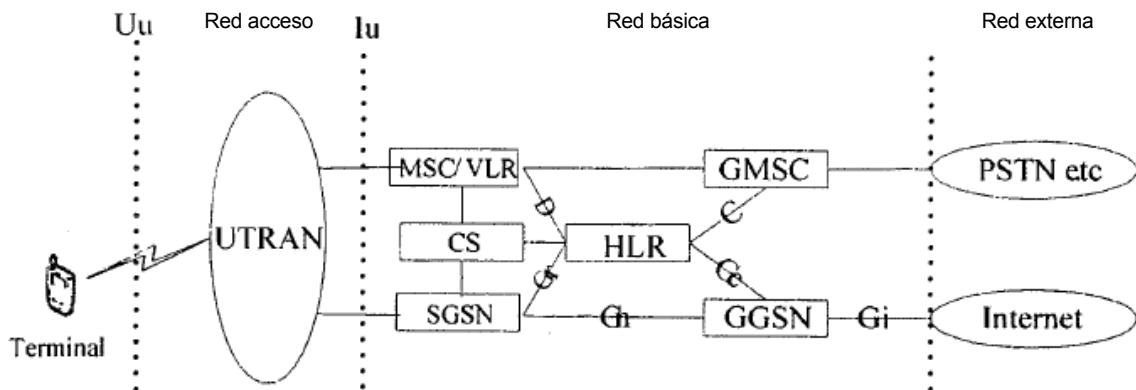 Uu
Red acceso
Iu
Red básica
Red externa
MSC/VLR
GMSC
PSTN etc
D
C
UTRAN
CS
HLR
Gr
Gc
SGSN
Gn
GGSN
Gi
Internet
Terminal